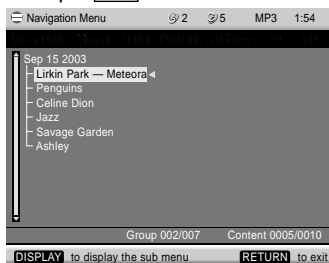 Navigation Menu 2 5 MP3 1:54
Sep 15 2003
Lirkin Park — Meteora
Penguins
Celine Dion
Jazz
Savage Garden
Ashley
Group 002/007 Content 0005/0010
DISPLAY to display the sub menu RETURN to exit